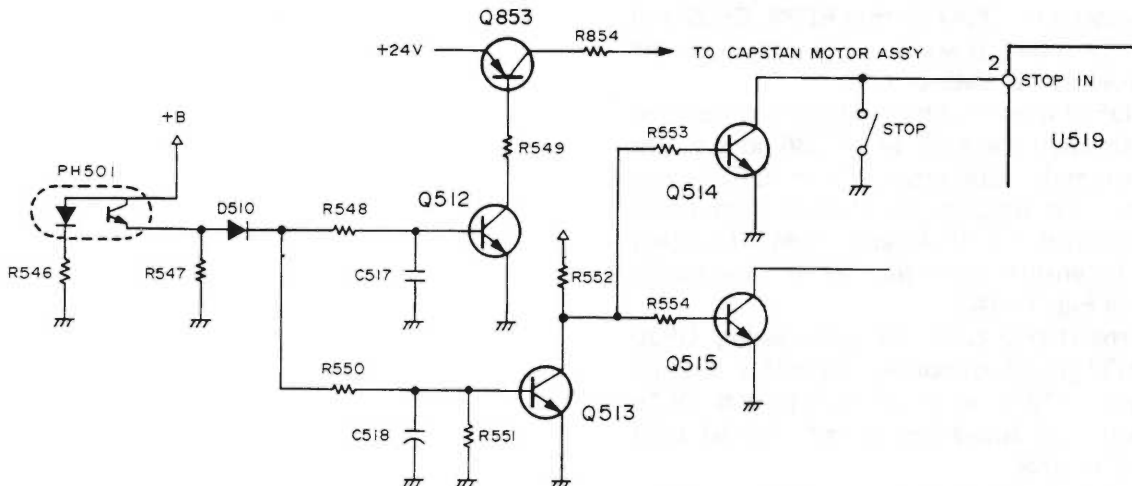 Q853
+24V
R854
TO CAPSTAN MOTOR ASS'Y
2
STOP IN
+B
R549
R553
STOP
U519
PH501
Q512
Q514
D510
R548
R546
R547
C517
R552
R554
R550
Q515
Q513
C518
R551